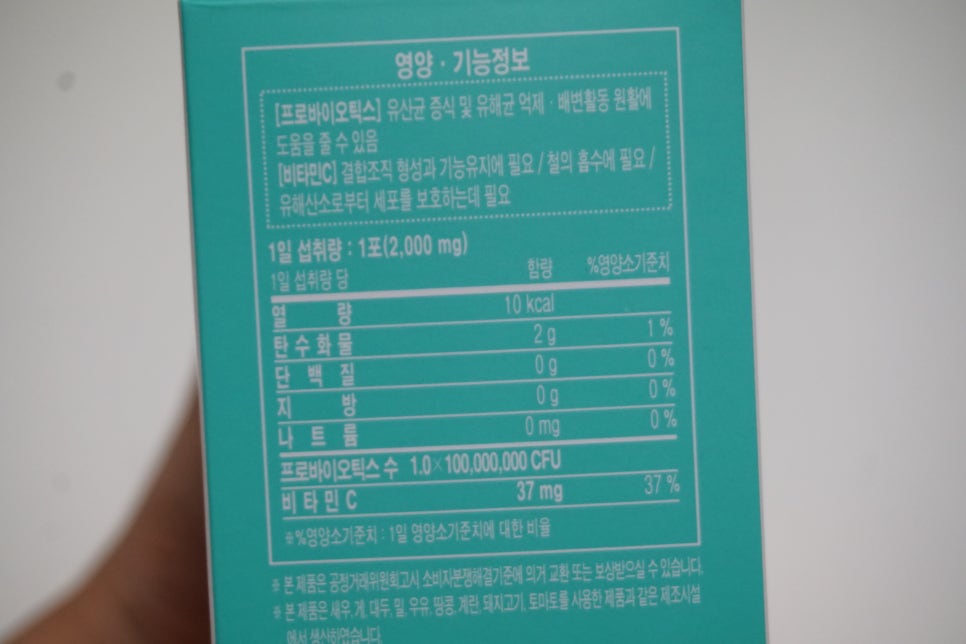 영양 · 기능정보
[프로바이오틱스] 유산균 증식 및 유해균 억제 · 배변활동 원활에
도움을 줄 수 있음
[비타민C] 결합조직 형성과 기능유지에 필요 / 철의 흡수에 필요 /
유해산소로부터 세포를 보호하는데 필요
1일 섭취량 : 1포(2,000 mg)
1일 섭취량 당 함량 %영양소기준치
열 량 10 kcal
탄 수 화 물 2 g 1 %
단 백 질 0 g 0 %
지 방 0 g 0 %
나 트 륨 0 mg 0 %
프로바이오틱스 수 1.0×100,000,000 CFU
비 타 민 C 37 mg 37 %
※%영양소기준치 : 1일 영양소기준치에 대한 비율
※ 본 제품은 공정거래위원회고시 소비자분쟁해결기준에 의거 교환 또는 보상받으실 수 있습니다.
※ 본 제품은 새우, 게, 대두, 밀, 우유, 땅콩, 계란, 돼지고기, 토마토를 사용한 제품과 같은 제조시설
에서 생산하였습니다.